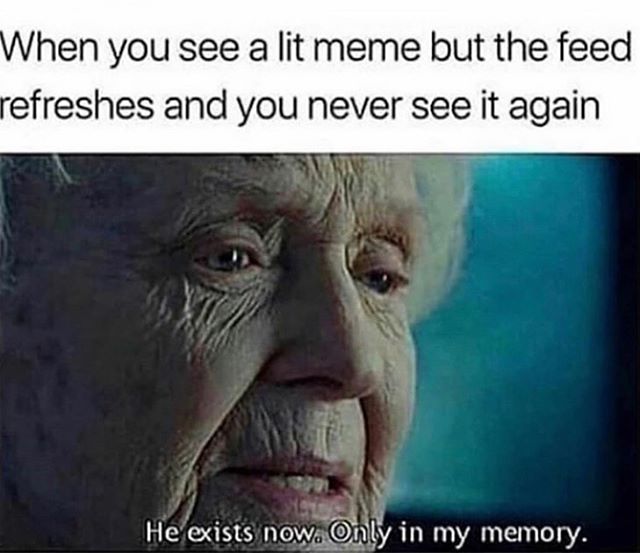 When you see a lit meme but the feed
refreshes and you never see it again
He exists now. Only in my memory.